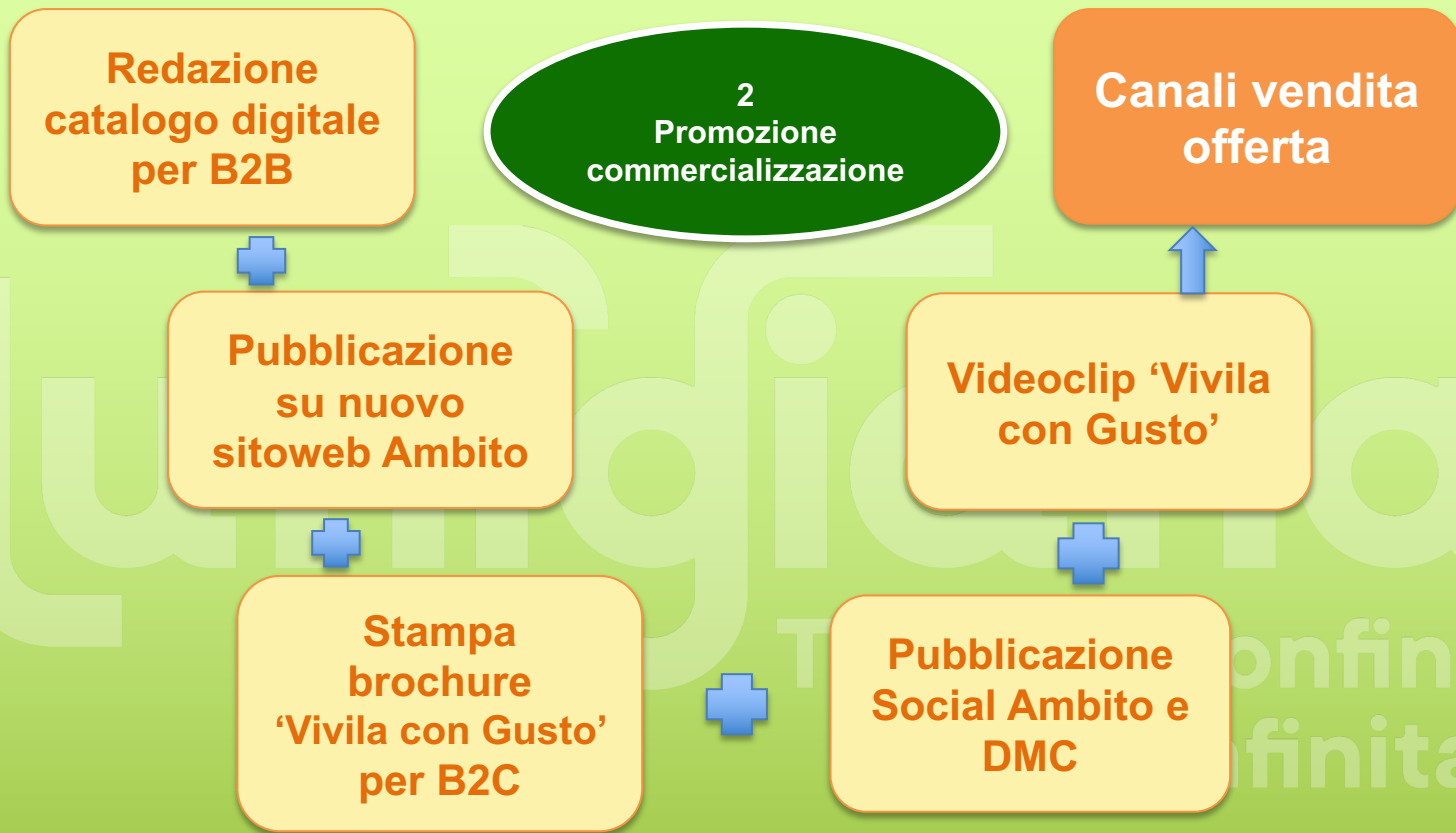 Redazione
catalogo digitale
per B2B
2
Promozione
commercializzazione
Canali vendita
offerta
Pubblicazione
su nuovo
sitoweb Ambito
Videoclip ‘Vivila
con Gusto’
Stampa
brochure
‘Vivila con Gusto’
per B2C
Pubblicazione
Social Ambito e
DMC